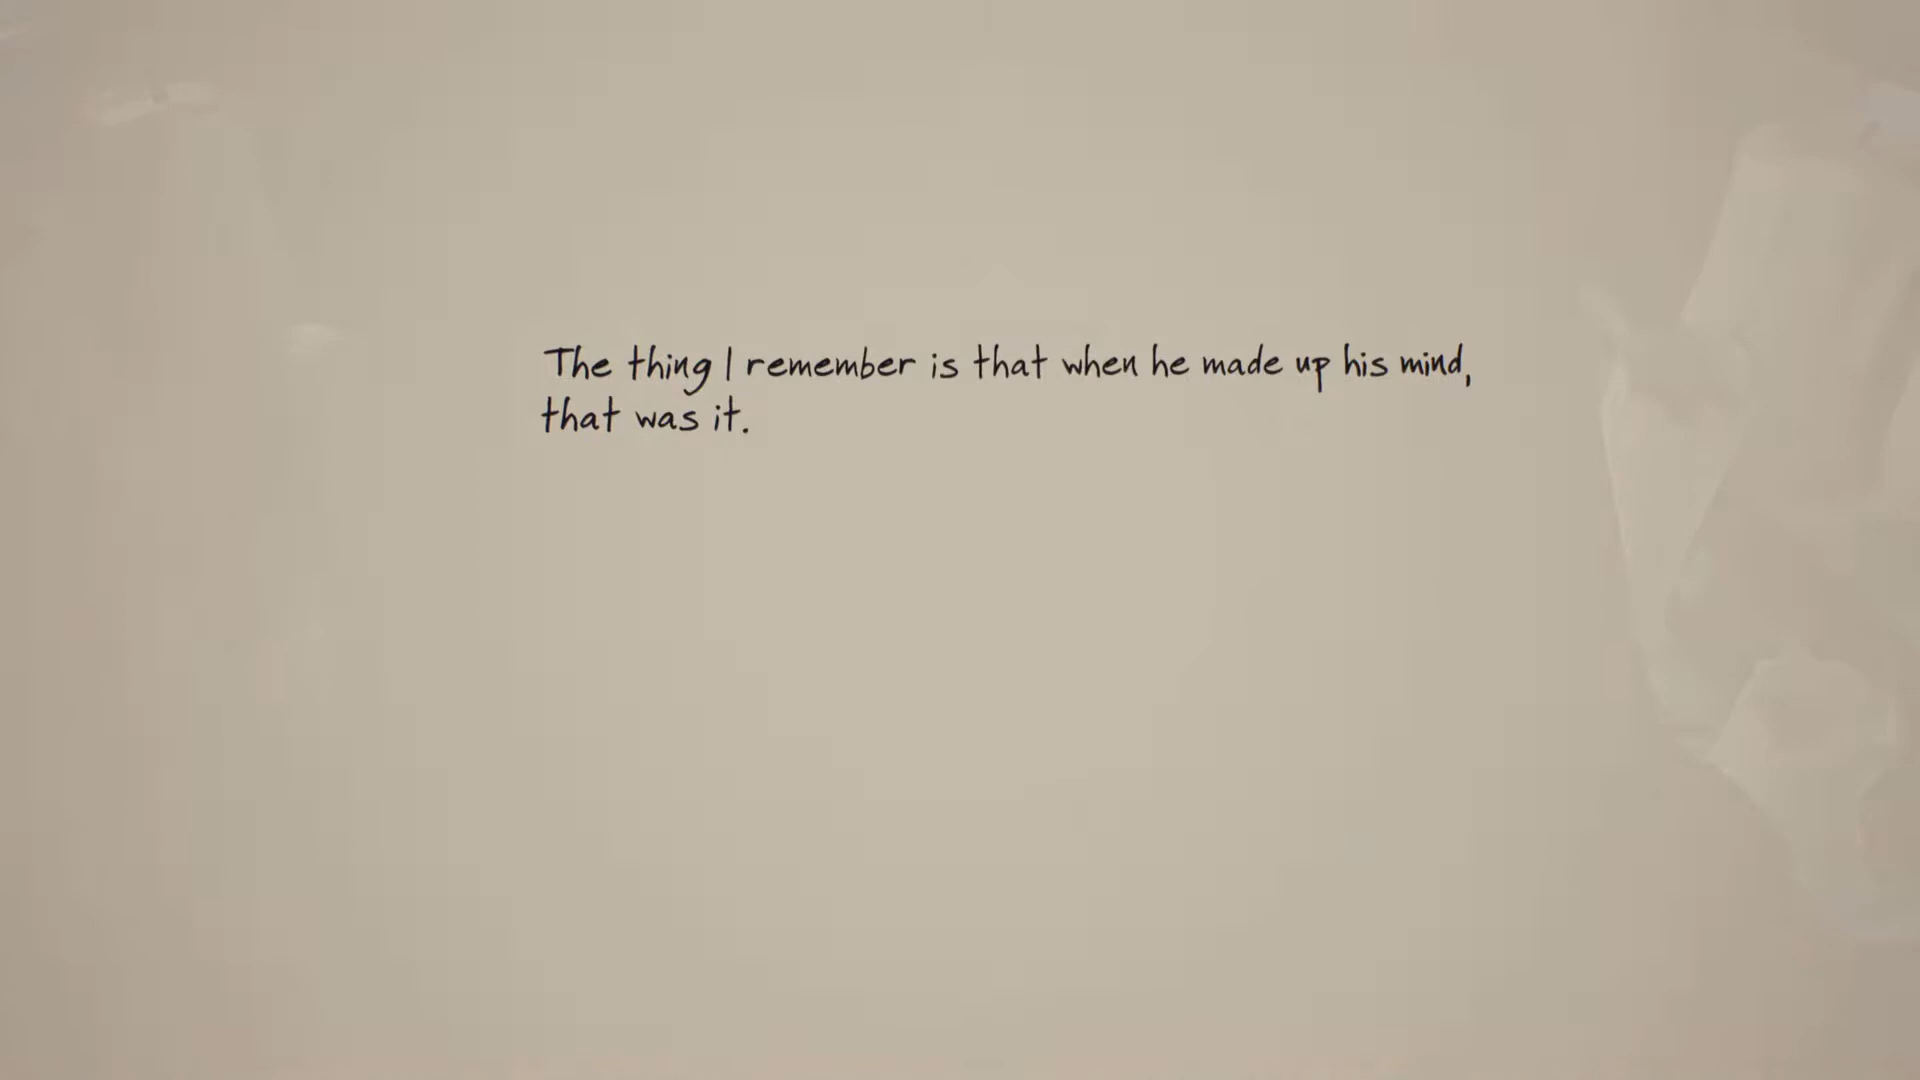 The thing I remember is that when he made up his mind,
that was it.